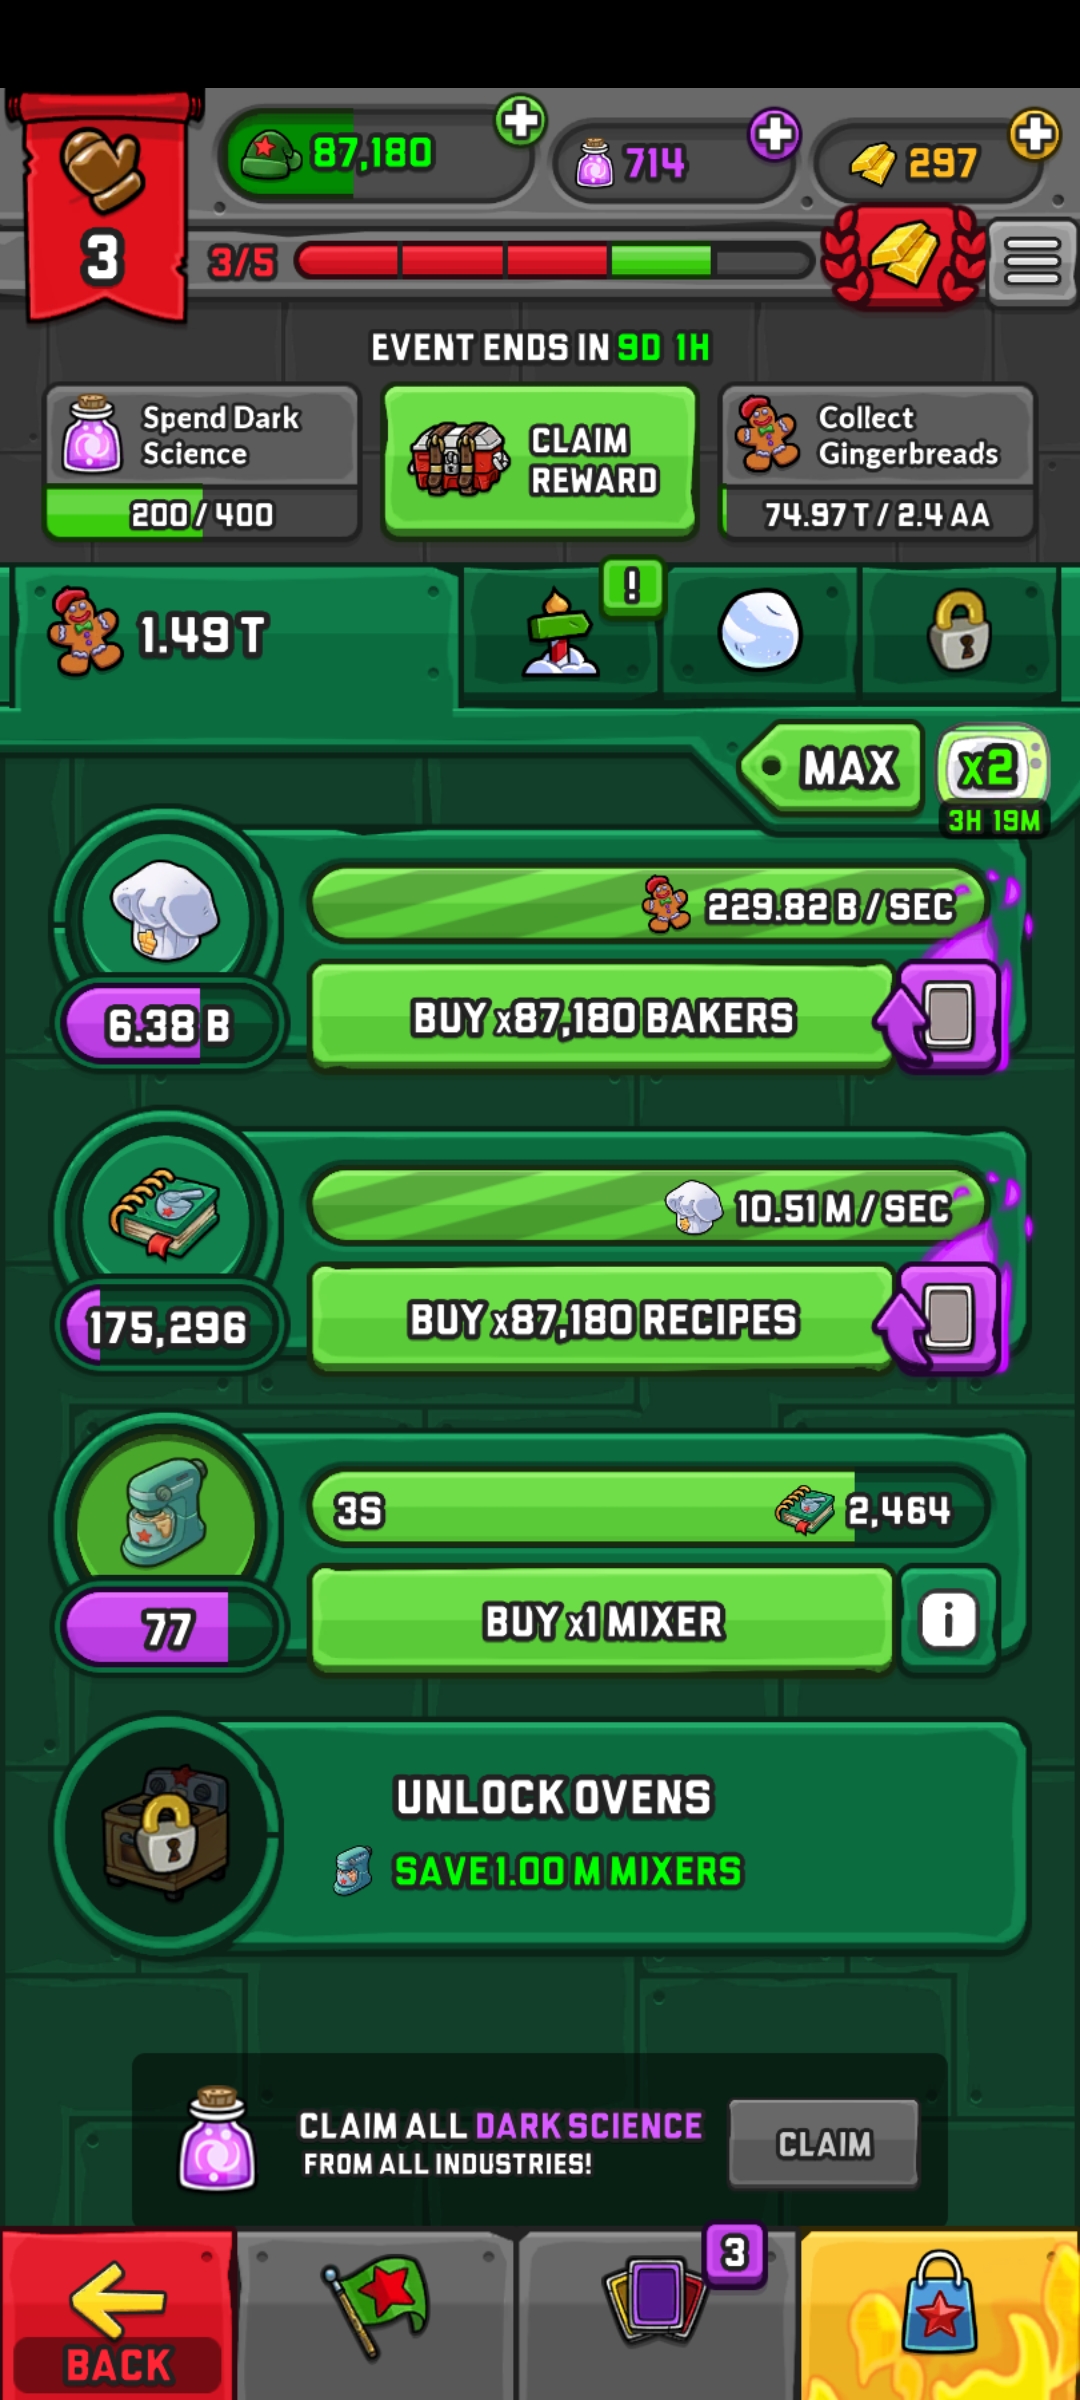 3
87,180
714
297
3/5
EVENT ENDS IN 9D 1H
Spend Dark
Science
200/400
CLAIM
REWARD
Collect
Gingerbreads
74.97 T / 2.4 AA
1.49 T
!
MAX
x2
3H 19M
229.82 B / SEC
6.38 B
BUY x87,180 BAKERS
10.51 M / SEC
175,296
BUY x87,180 RECIPES
3S
2,464
77
BUY x1 MIXER
i
UNLOCK OVENS
SAVE 1.00 M MIXERS
CLAIM ALL DARK SCIENCE
FROM ALL INDUSTRIES!
CLAIM
3
BACK